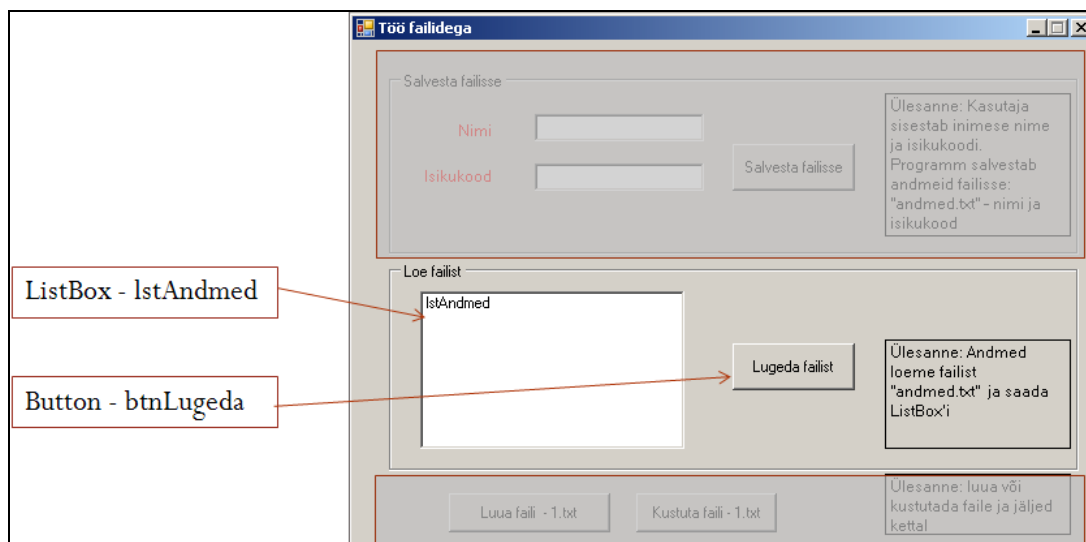 Töö failidega
Salvesta failisse
Nimi
Isikukood
Salvesta failisse
Ülesanne: Kasutaja
sisestab inimese nime
ja isikukoodi.
Programm salvestab
andmeid failisse:
"andmed.txt" - nimi ja
isikukood
ListBox - lstAndmed
Button - btnLugeda
Loe failist
lstAndmed
Lugeda failist
Ülesanne: Andmed
loeme failist
"andmed.txt" ja saada
ListBox'i
Luua faili - 1.txt
Kustuta faili - 1.txt
Ülesanne: luua või
kustutada faile ja jäljed
kettal